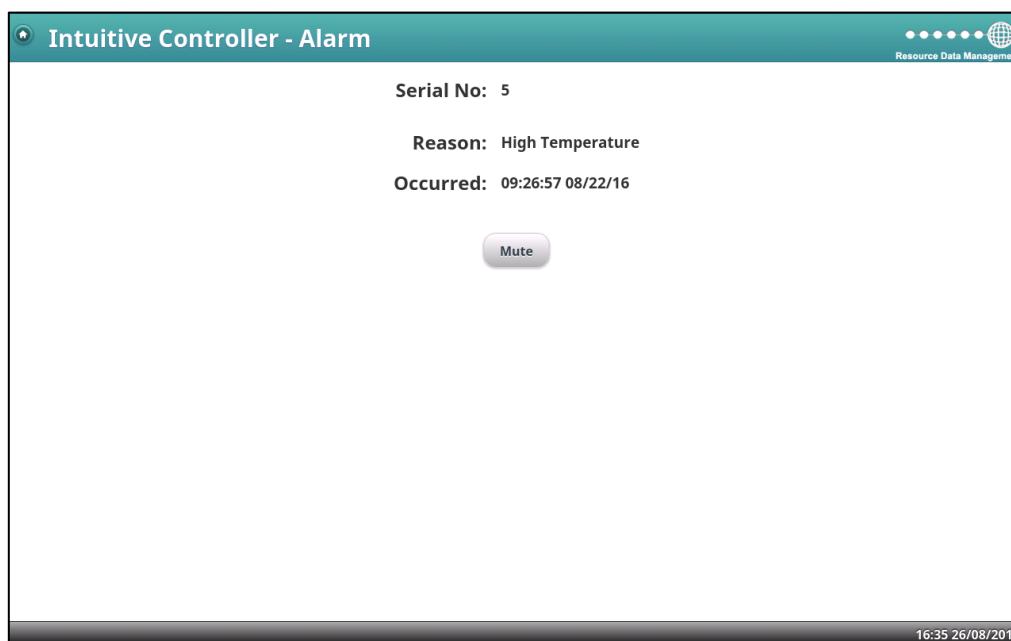 Intuitive Controller - Alarm
Resource Data Manageme
Serial No: 5
Reason: High Temperature
Occurred: 09:26:57 08/22/16
Mute
16:35 26/08/201